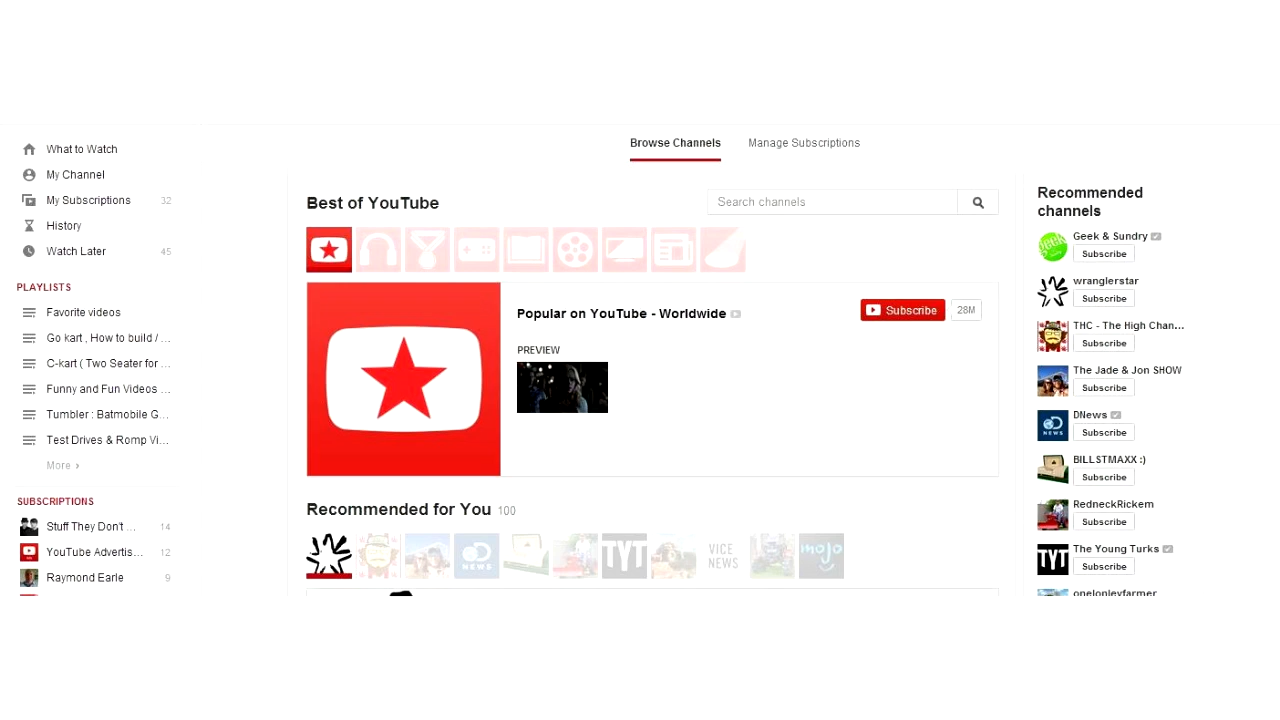 Browse Channels
Manage Subscriptions
What to Watch
My Channel
My Subscriptions 32
History
Watch Later 45
PLAYLISTS
Favorite videos
Go kart , How to build / ...
C-kart ( Two Seater for ...
Funny and Fun Videos ...
Tumbler : Batmobile G...
Test Drives & Romp Vi...
More ›
SUBSCRIPTIONS
Stuff They Don't ... 14
YouTube Advertis... 12
Raymond Earle 9
Best of YouTube
Search channels
Popular on YouTube - Worldwide
Subscribe 28M
PREVIEW
Recommended for You 100
NEWS
TYT
VICE
NEWS
mojo
Recommended
channels
geek
Geek & Sundry
Subscribe
wranglerstar
Subscribe
THC - The High Chan...
Subscribe
The Jade & Jon SHOW
Subscribe
NEWS
DNews
Subscribe
BILLSTMAXX :)
Subscribe
RedneckRickem
Subscribe
TYT
The Young Turks
Subscribe
onelonleyfarmer